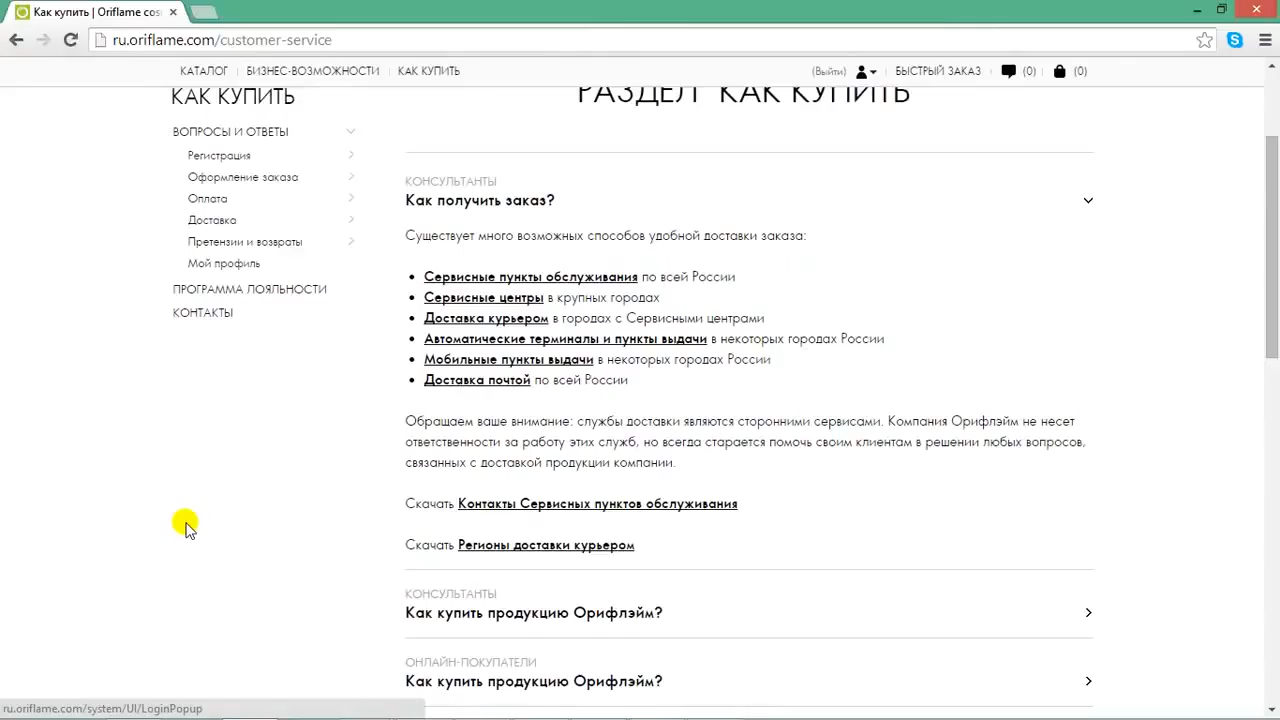 Как купить | Oriflame cos
ru.oriflame.com/customer-service
КАТАЛОГ БИЗНЕС-ВОЗМОЖНОСТИ КАК КУПИТЬ (Выйти) БЫСТРЫЙ ЗАКАЗ (0) (0)
КАК КУПИТЬ
РАЗДЕЛ "КАК КУПИТЬ"
ВОПРОСЫ И ОТВЕТЫ
Регистрация
Оформление заказа
Оплата
Доставка
Претензии и возвраты
Мой профиль
ПРОГРАММА ЛОЯЛЬНОСТИ
КОНТАКТЫ
КОНСУЛЬТАНТЫ
Как получить заказ?
Существует много возможных способов удобной доставки заказа:
• Сервисные пункты обслуживания по всей России
• Сервисные центры в крупных городах
• Доставка курьером в городах с Сервисными центрами
• Автоматические терминалы и пункты выдачи в некоторых городах России
• Мобильные пункты выдачи в некоторых городах России
• Доставка почтой по всей России
Обращаем ваше внимание: службы доставки являются сторонними сервисами. Компания Орифлэйм не несет
ответственности за работу этих служб, но всегда старается помочь своим клиентам в решении любых вопросов,
связанных с доставкой продукции компании.
Скачать Контакты Сервисных пунктов обслуживания
Скачать Регионы доставки курьером
КОНСУЛЬТАНТЫ
Как купить продукцию Орифлэйм?
ОНЛАЙН-ПОКУПАТЕЛИ
Как купить продукцию Орифлэйм?
ru.oriflame.com/system/UI/LoginPopup